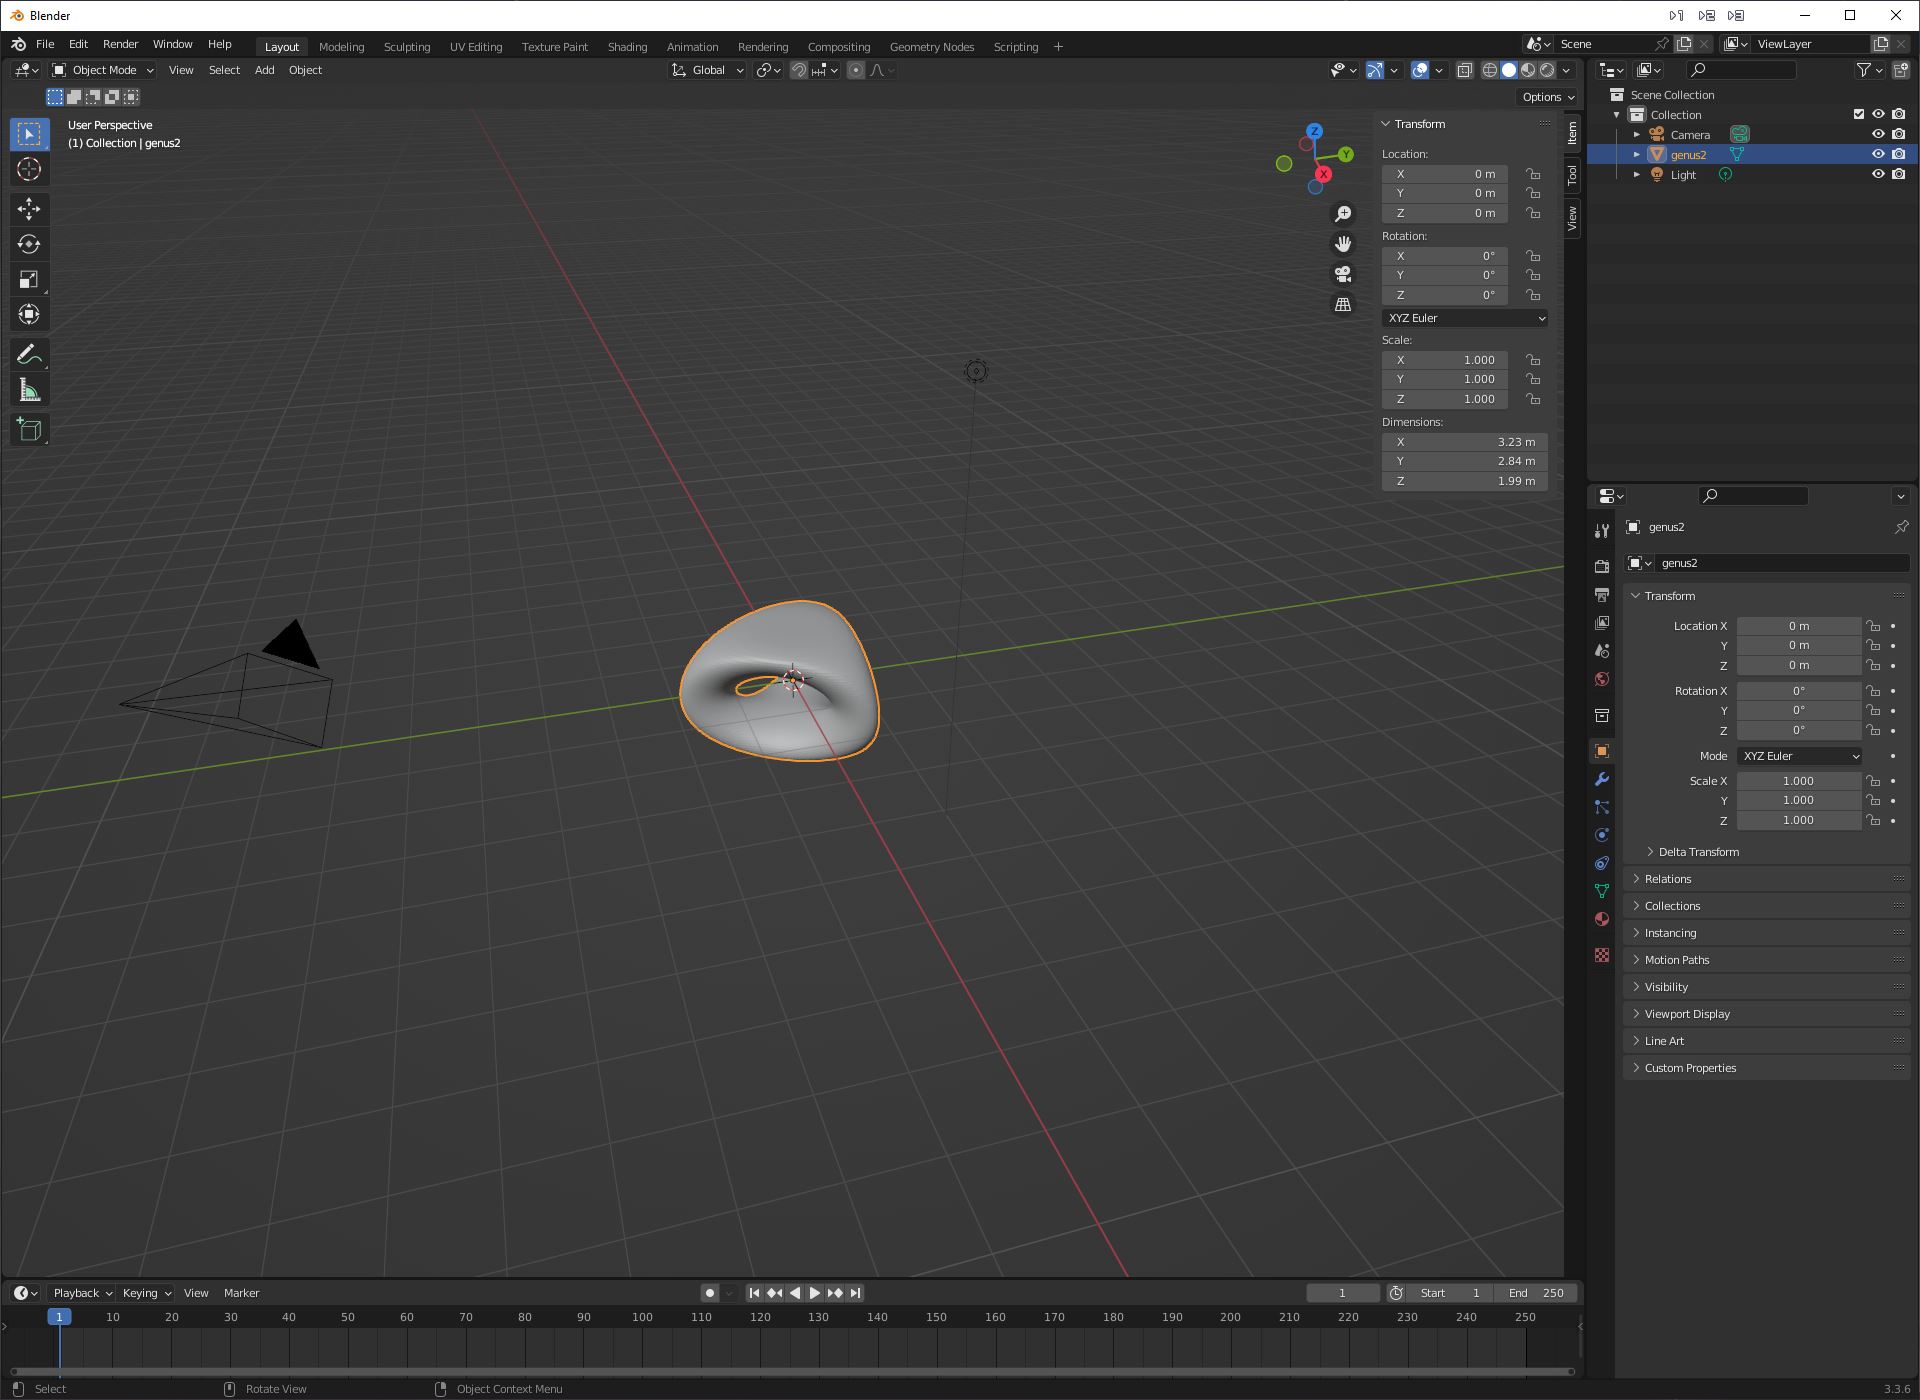 Blender
File Edit Render Window Help Layout Modeling Sculpting UV Editing Texture Paint Shading Animation Rendering Compositing Geometry Nodes Scripting + Scene ViewLayer
Object Mode View Select Add Object Global
Options
User Perspective
(1) Collection | genus2
Z
Y
X
Transform
Location:
X 0 m
Y 0 m
Z 0 m
Rotation:
X 0°
Y 0°
Z 0°
XYZ Euler
Scale:
X 1.000
Y 1.000
Z 1.000
Dimensions:
X 3.23 m
Y 2.84 m
Z 1.99 m
Item
Tool
View
Scene Collection
Collection
Camera
genus2
Light
genus2
genus2
Transform
Location X 0 m
Y 0 m
Z 0 m
Rotation X 0°
Y 0°
Z 0°
Mode XYZ Euler
Scale X 1.000
Y 1.000
Z 1.000
Delta Transform
Relations
Collections
Instancing
Motion Paths
Visibility
Viewport Display
Line Art
Custom Properties
Playback Keying View Marker 1 Start 1 End 250
1 10 20 30 40 50 60 70 80 90 100 110 120 130 140 150 160 170 180 190 200 210 220 230 240 250
Select Rotate View Object Context Menu 3.3.6